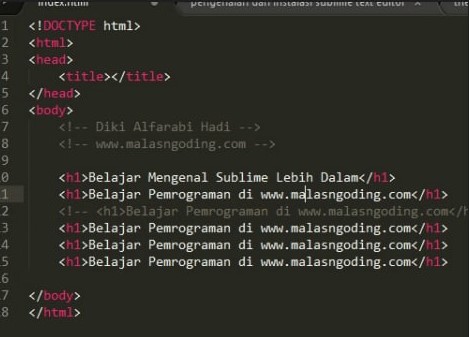 index.html pengenalan dan instalasi sublime text editor ×
1 <!DOCTYPE html>
2 <html>
3 <head>
4 <title></title>
5 </head>
6 <body>
7 <!-- Diki Alfarabi Hadi -->
8 <!-- www.malasngoding.com -->
9
0 <h1>Belajar Mengenal Sublime Lebih Dalam</h1>
1 <h1>Belajar Pemrograman di www.malasngoding.com</h1>
2 <!-- <h1>Belajar Pemrograman di www.malasngoding.com</h
3 <h1>Belajar Pemrograman di www.malasngoding.com</h1>
4 <h1>Belajar Pemrograman di www.malasngoding.com</h1>
5 <h1>Belajar Pemrograman di www.malasngoding.com</h1>
6
7 </body>
8 </html>